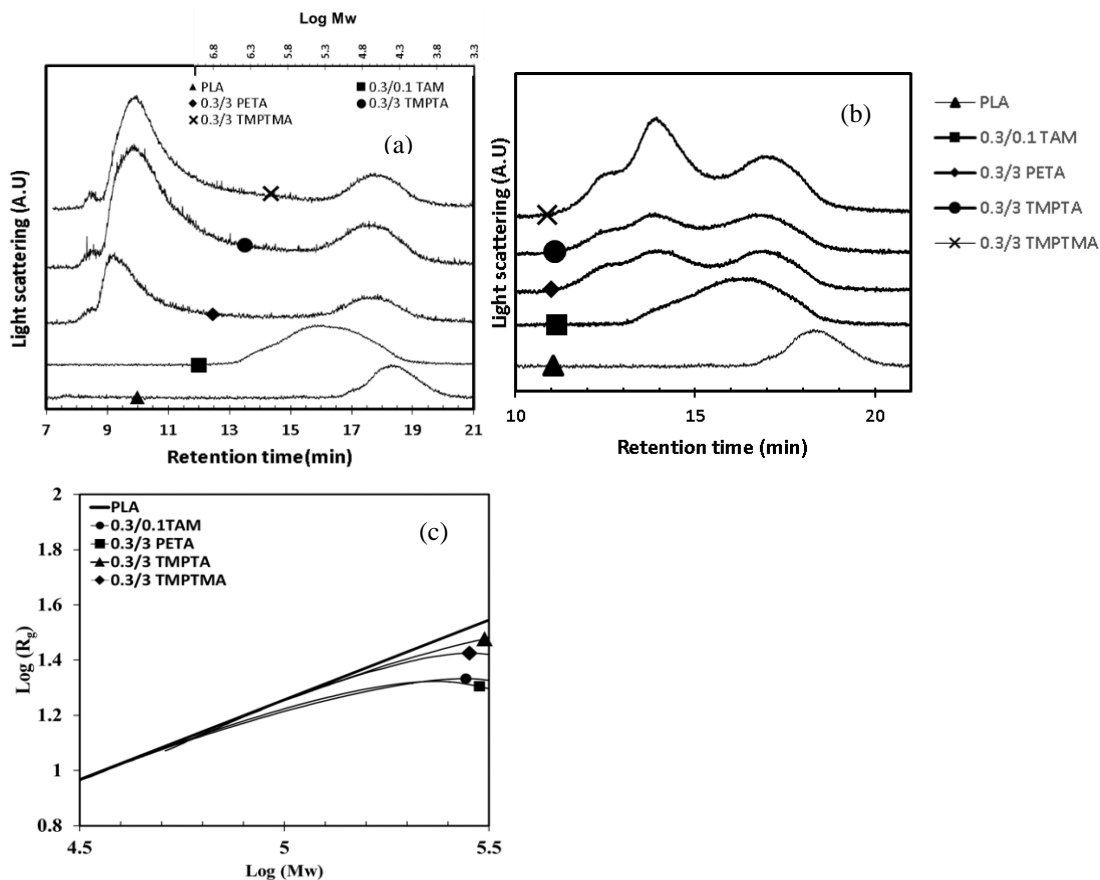 Log Mw
6.8 6.3 5.8 5.3 4.8 4.3 3.8 3.3
PLA 0.3/0.1 TAM
0.3/3 PETA 0.3/3 TMPTA
0.3/3 TMPTMA
(a)
Light scattering (A.U)
7 9 11 13 15 17 19 21
Retention time(min)
(b)
Light scattering (A.U)
10 15 20
Retention time (min)
PLA
0.3/0.1 TAM
0.3/3 PETA
0.3/3 TMPTA
0.3/3 TMPTMA
PLA
0.3/0.1TAM
0.3/3 PETA
0.3/3 TMPTA
0.3/3 TMPTMA
(c)
Log (Rg)
2
1.8
1.6
1.4
1.2
1
0.8
4.5 5 5.5
Log (Mw)